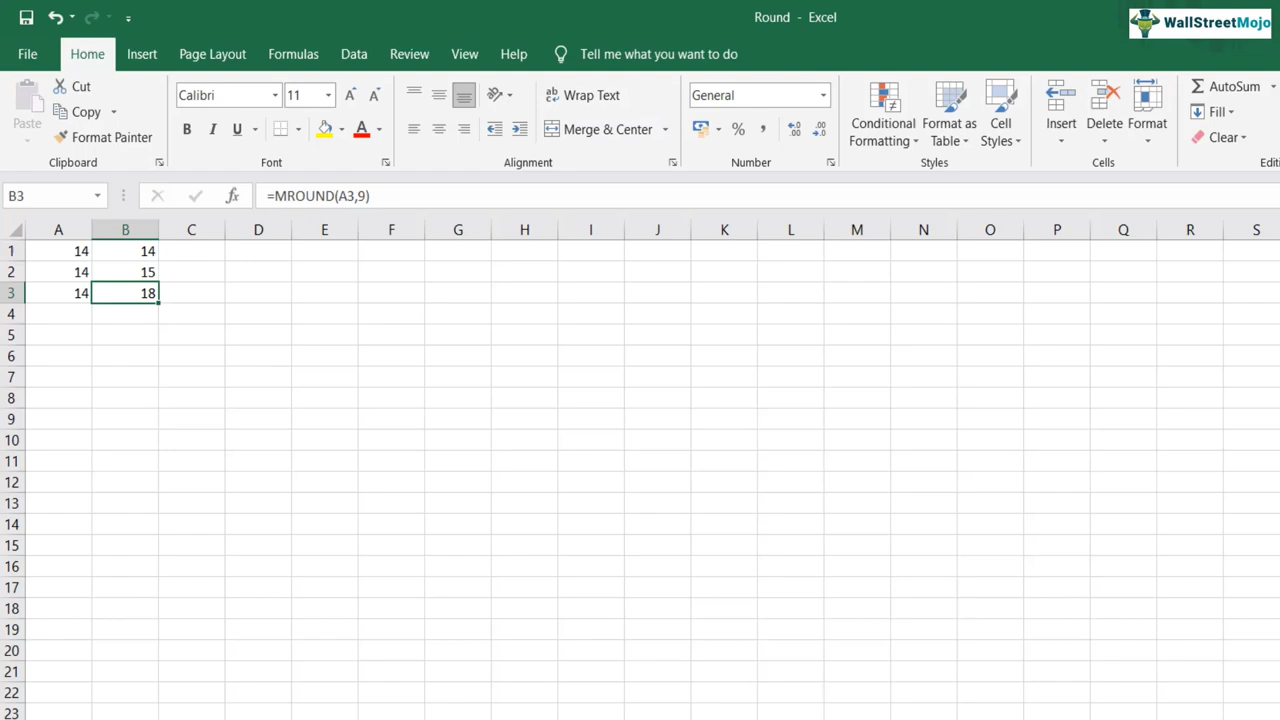 Round - Excel
WallStreetMojo
File Home Insert Page Layout Formulas Data Review View Help Tell me what you want to do
Paste
Cut
Copy
Format Painter
Clipboard
Calibri 11
B I U
Font
Wrap Text
Merge & Center
Alignment
General
%
Number
Conditional Formatting
Format as Table
Cell Styles
Styles
Insert Delete Format
Cells
AutoSum
Fill
Clear
Editi
B3 fx =MROUND(A3,9)
A B C D E F G H I J K L M N O P Q R S
1 14 14
2 14 15
3 14 18
4
5
6
7
8
9
10
11
12
13
14
15
16
17
18
19
20
21
22
23